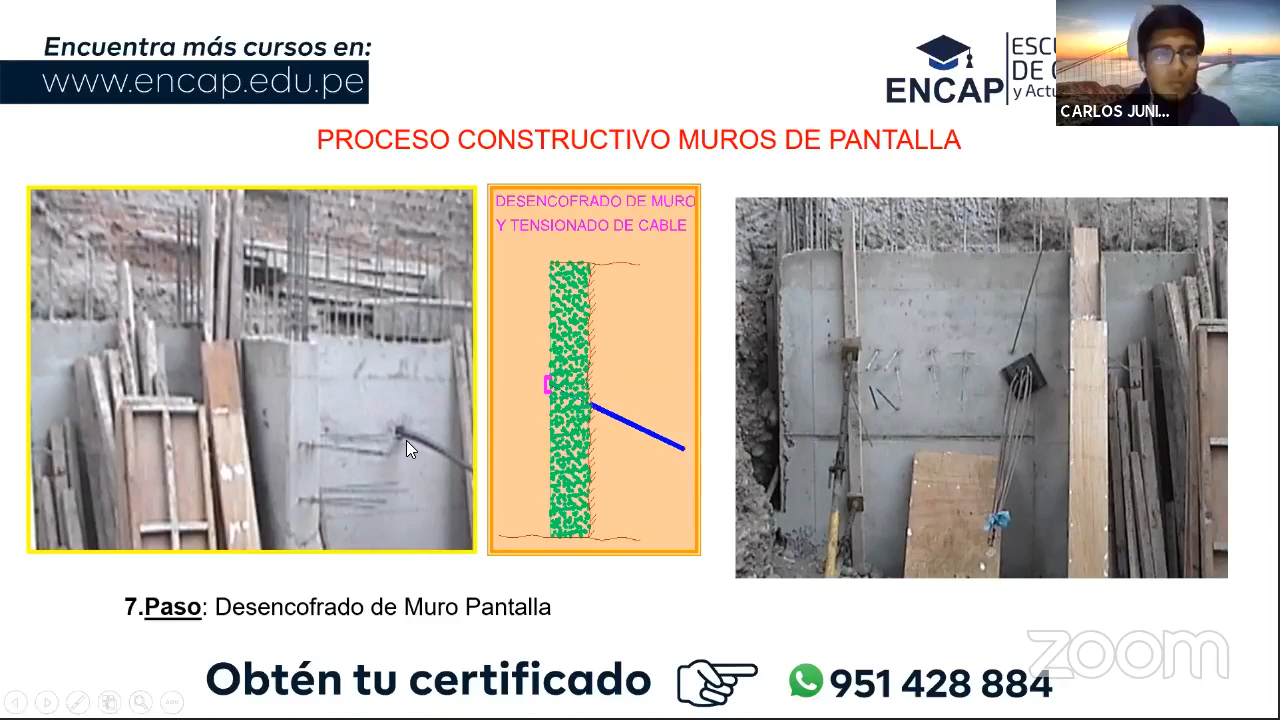 Encuentra más cursos en:
www.encap.edu.pe
ENCAP
ESCU
DE
y Actu
CARLOS JUNI...
PROCESO CONSTRUCTIVO MUROS DE PANTALLA
DESENCOFRADO DE MURO
Y TENSIONADO DE CABLE
7.Paso: Desencofrado de Muro Pantalla
zoom
Obtén tu certificado
951 428 884